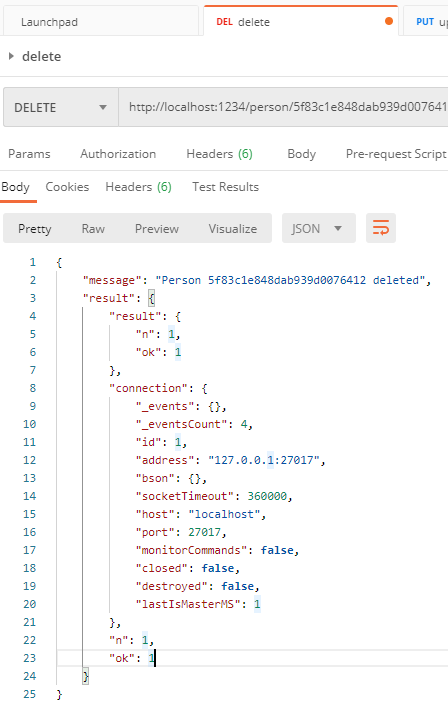 Launchpad
DEL delete
PUT
delete
DELETE
http://localhost:1234/person/5f83c1e848dab939d007641
Params Authorization Headers (6) Body Pre-request Script
Body Cookies Headers (6) Test Results
Pretty Raw Preview Visualize JSON
1 {
2 "message": "Person 5f83c1e848dab939d0076412 deleted",
3 "result": {
4 "result": {
5 "n": 1,
6 "ok": 1
7 },
8 "connection": {
9 "_events": {},
10 "_eventsCount": 4,
11 "id": 1,
12 "address": "127.0.0.1:27017",
13 "bson": {},
14 "socketTimeout": 360000,
15 "host": "localhost",
16 "port": 27017,
17 "monitorCommands": false,
18 "closed": false,
19 "destroyed": false,
20 "lastIsMasterMS": 1
21 },
22 "n": 1,
23 "ok": 1
24 }
25 }